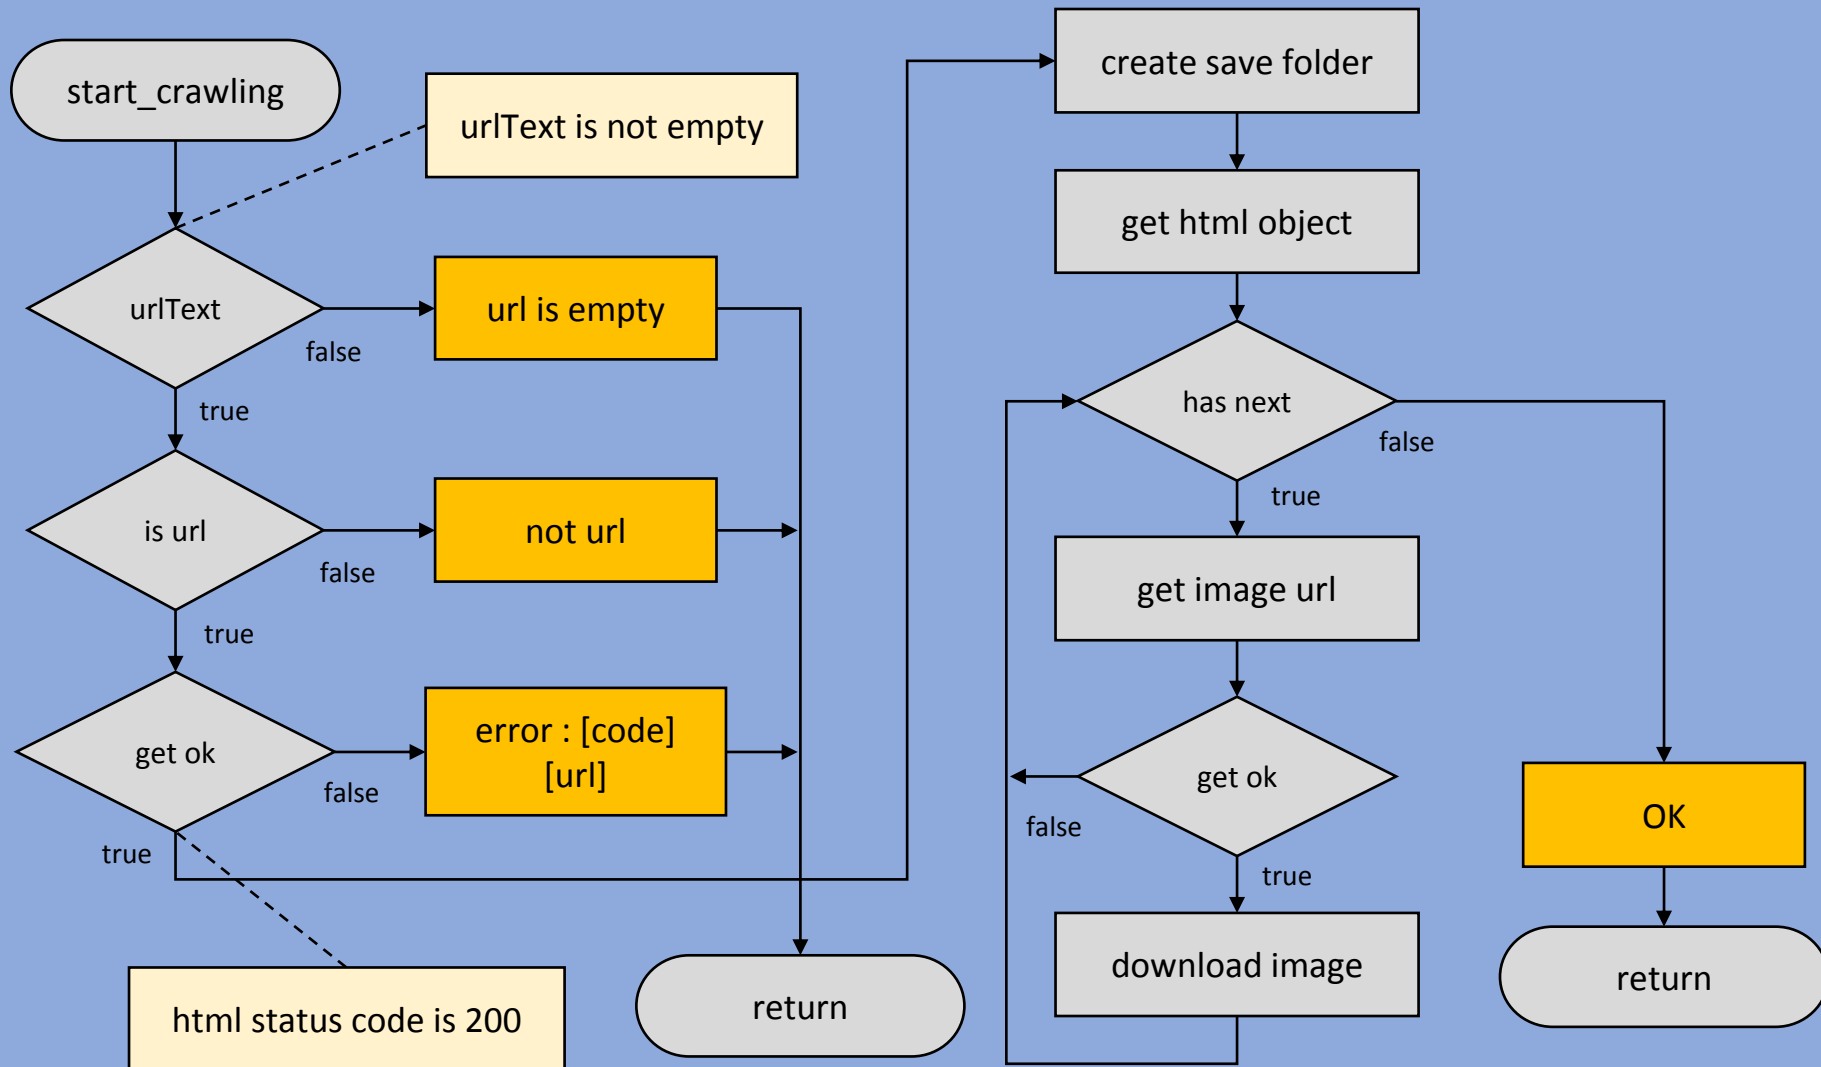 start_crawling
urlText is not empty
urlText
false
url is empty
true
is url
false
not url
true
get ok
false
error : [code]
[url]
true
html status code is 200
return
create save folder
get html object
has next
false
true
get image url
get ok
false
true
download image
OK
return